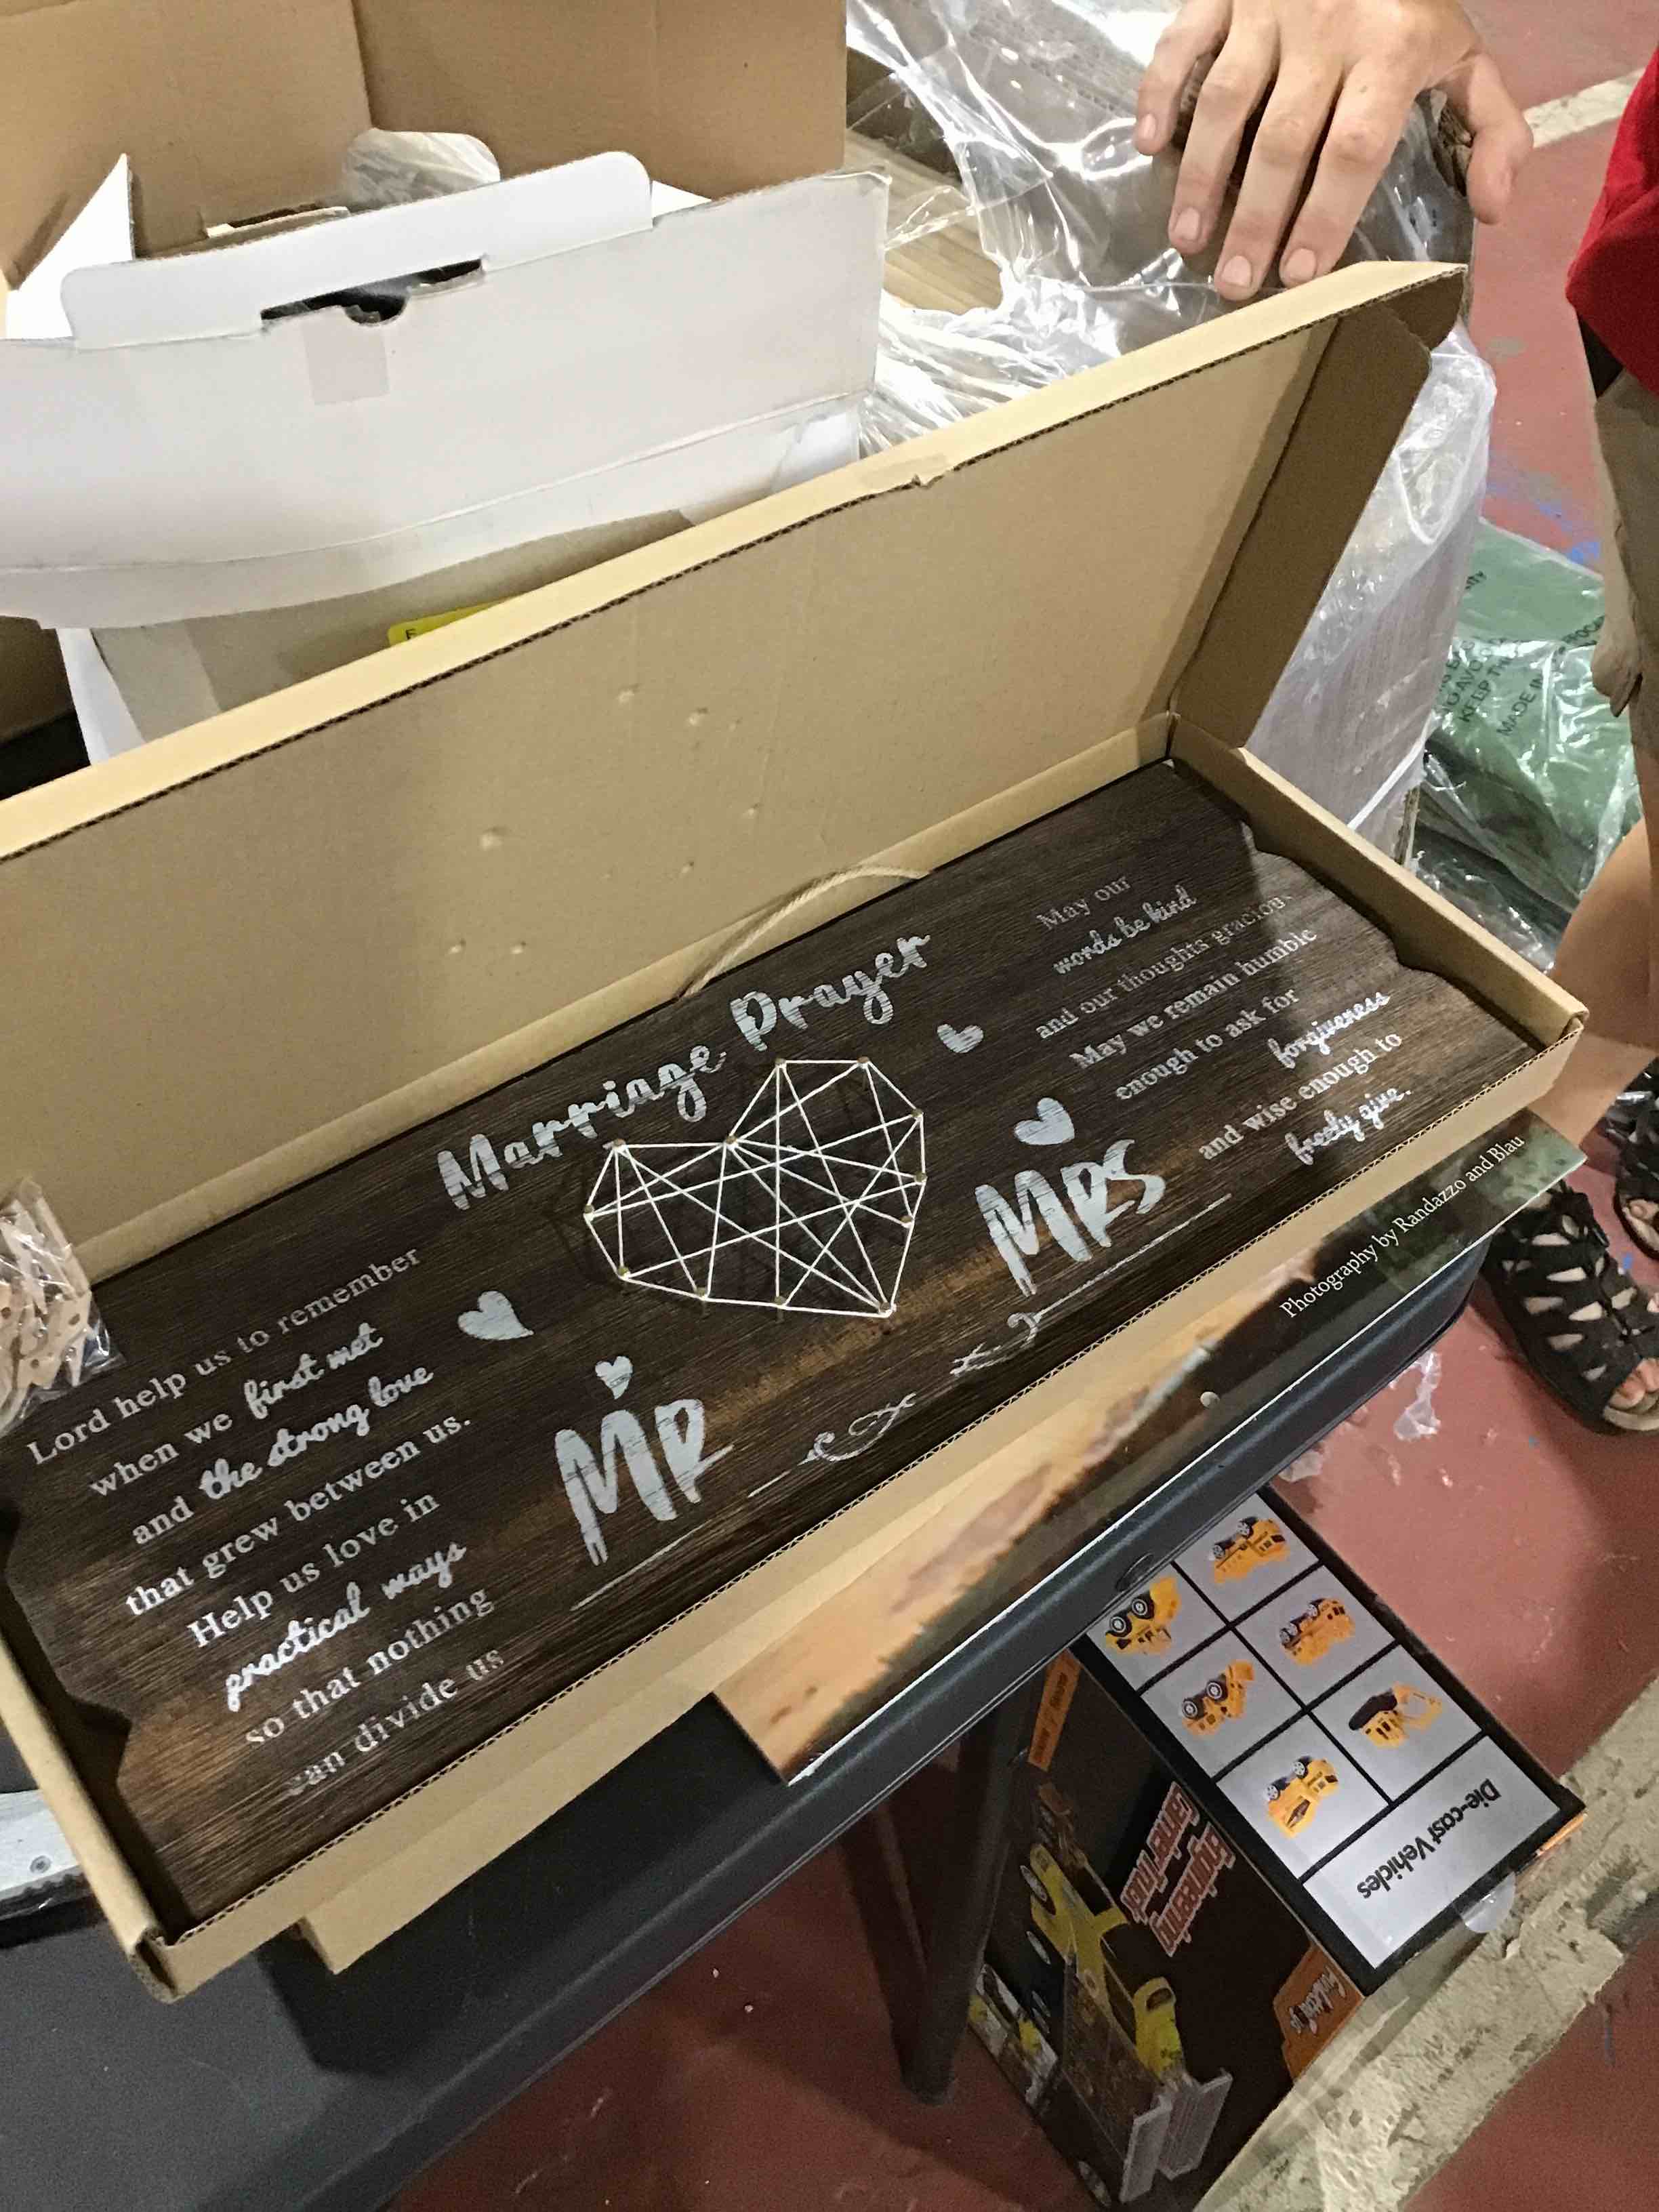 Marriage Prayer
Lord help us to remember
when we first met
and the strong love
that grew between us.
Help us love in
practical ways
so that nothing
can divide us
MR
MRS
May our
words be kind
and our thoughts gracious
May we remain humble
enough to ask for
forgiveness
and wise enough to
freely give.
Photography by Randazzo and Blau
Die-cast Vehicles
Engineering
MADE IN